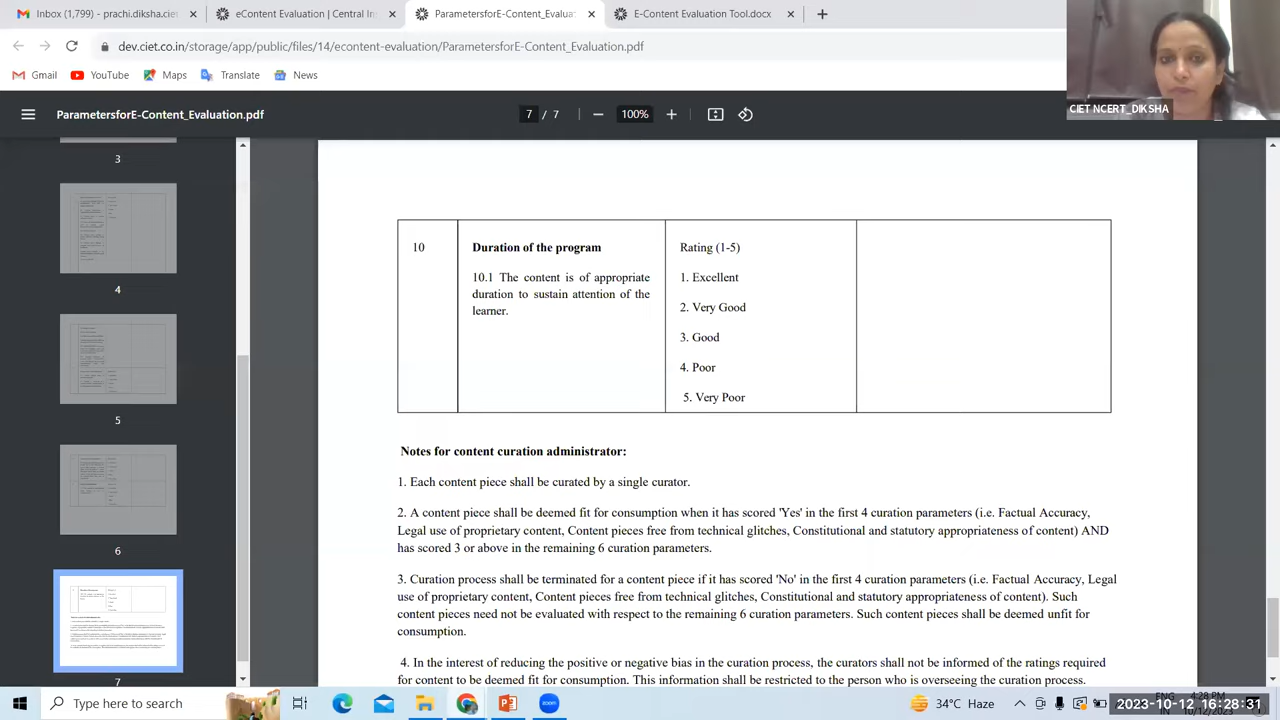 Inbox (1,799) - prachi.diksha.cies
eContent Evaluation | Central In
ParametersforE-Content_Evalua
E-Content Evaluation Tool.docx
dev.ciet.co.in/storage/app/public/files/14/econtent-evaluation/ParametersforE-Content_Evaluation.pdf
Gmail
YouTube
Maps
Translate
News
CIET NCERT_DIKSHA
ParametersforE-Content_Evaluation.pdf
7 / 7
100%
3
4
5
6
7
10
Duration of the program
10.1 The content is of appropriate
duration to sustain attention of the
learner.
Rating (1-5)
1. Excellent
2. Very Good
3. Good
4. Poor
5. Very Poor
Notes for content curation administrator:
1. Each content piece shall be curated by a single curator.
2. A content piece shall be deemed fit for consumption when it has scored 'Yes' in the first 4 curation parameters (i.e. Factual Accuracy,
Legal use of proprietary content, Content pieces free from technical glitches, Constitutional and statutory appropriateness of content) AND
has scored 3 or above in the remaining 6 curation parameters.
3. Curation process shall be terminated for a content piece if it has scored 'No' in the first 4 curation parameters (i.e. Factual Accuracy, Legal
use of proprietary content, Content pieces free from technical glitches, Constitutional and statutory appropriateness of content). Such
content pieces need not be evaluated with respect to the remaining 6 curation parameters. Such content pieces shall be deemed unfit for
consumption.
4. In the interest of reducing the positive or negative bias in the curation process, the curators shall not be informed of the ratings required
for content to be deemed fit for consumption. This information shall be restricted to the person who is overseeing the curation process.
Type here to search
34°C Haze
ENG
4:28 PM
2023-10-12 16:28:31